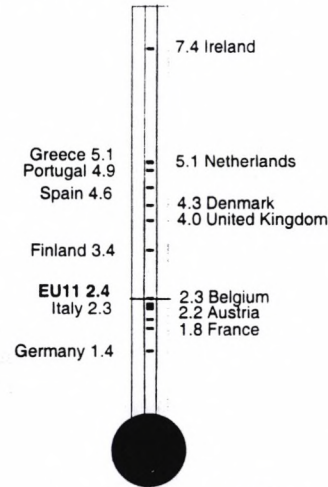 7.4 Ireland
Greece 5.1
5.1 Netherlands
Portugal 4.9
Spain 4.6
4.3 Denmark
4.0 United Kingdom
Finland 3.4
EU11 2.4
2.3 Belgium
Italy 2.3
2.2 Austria
1.8 France
Germany 1.4